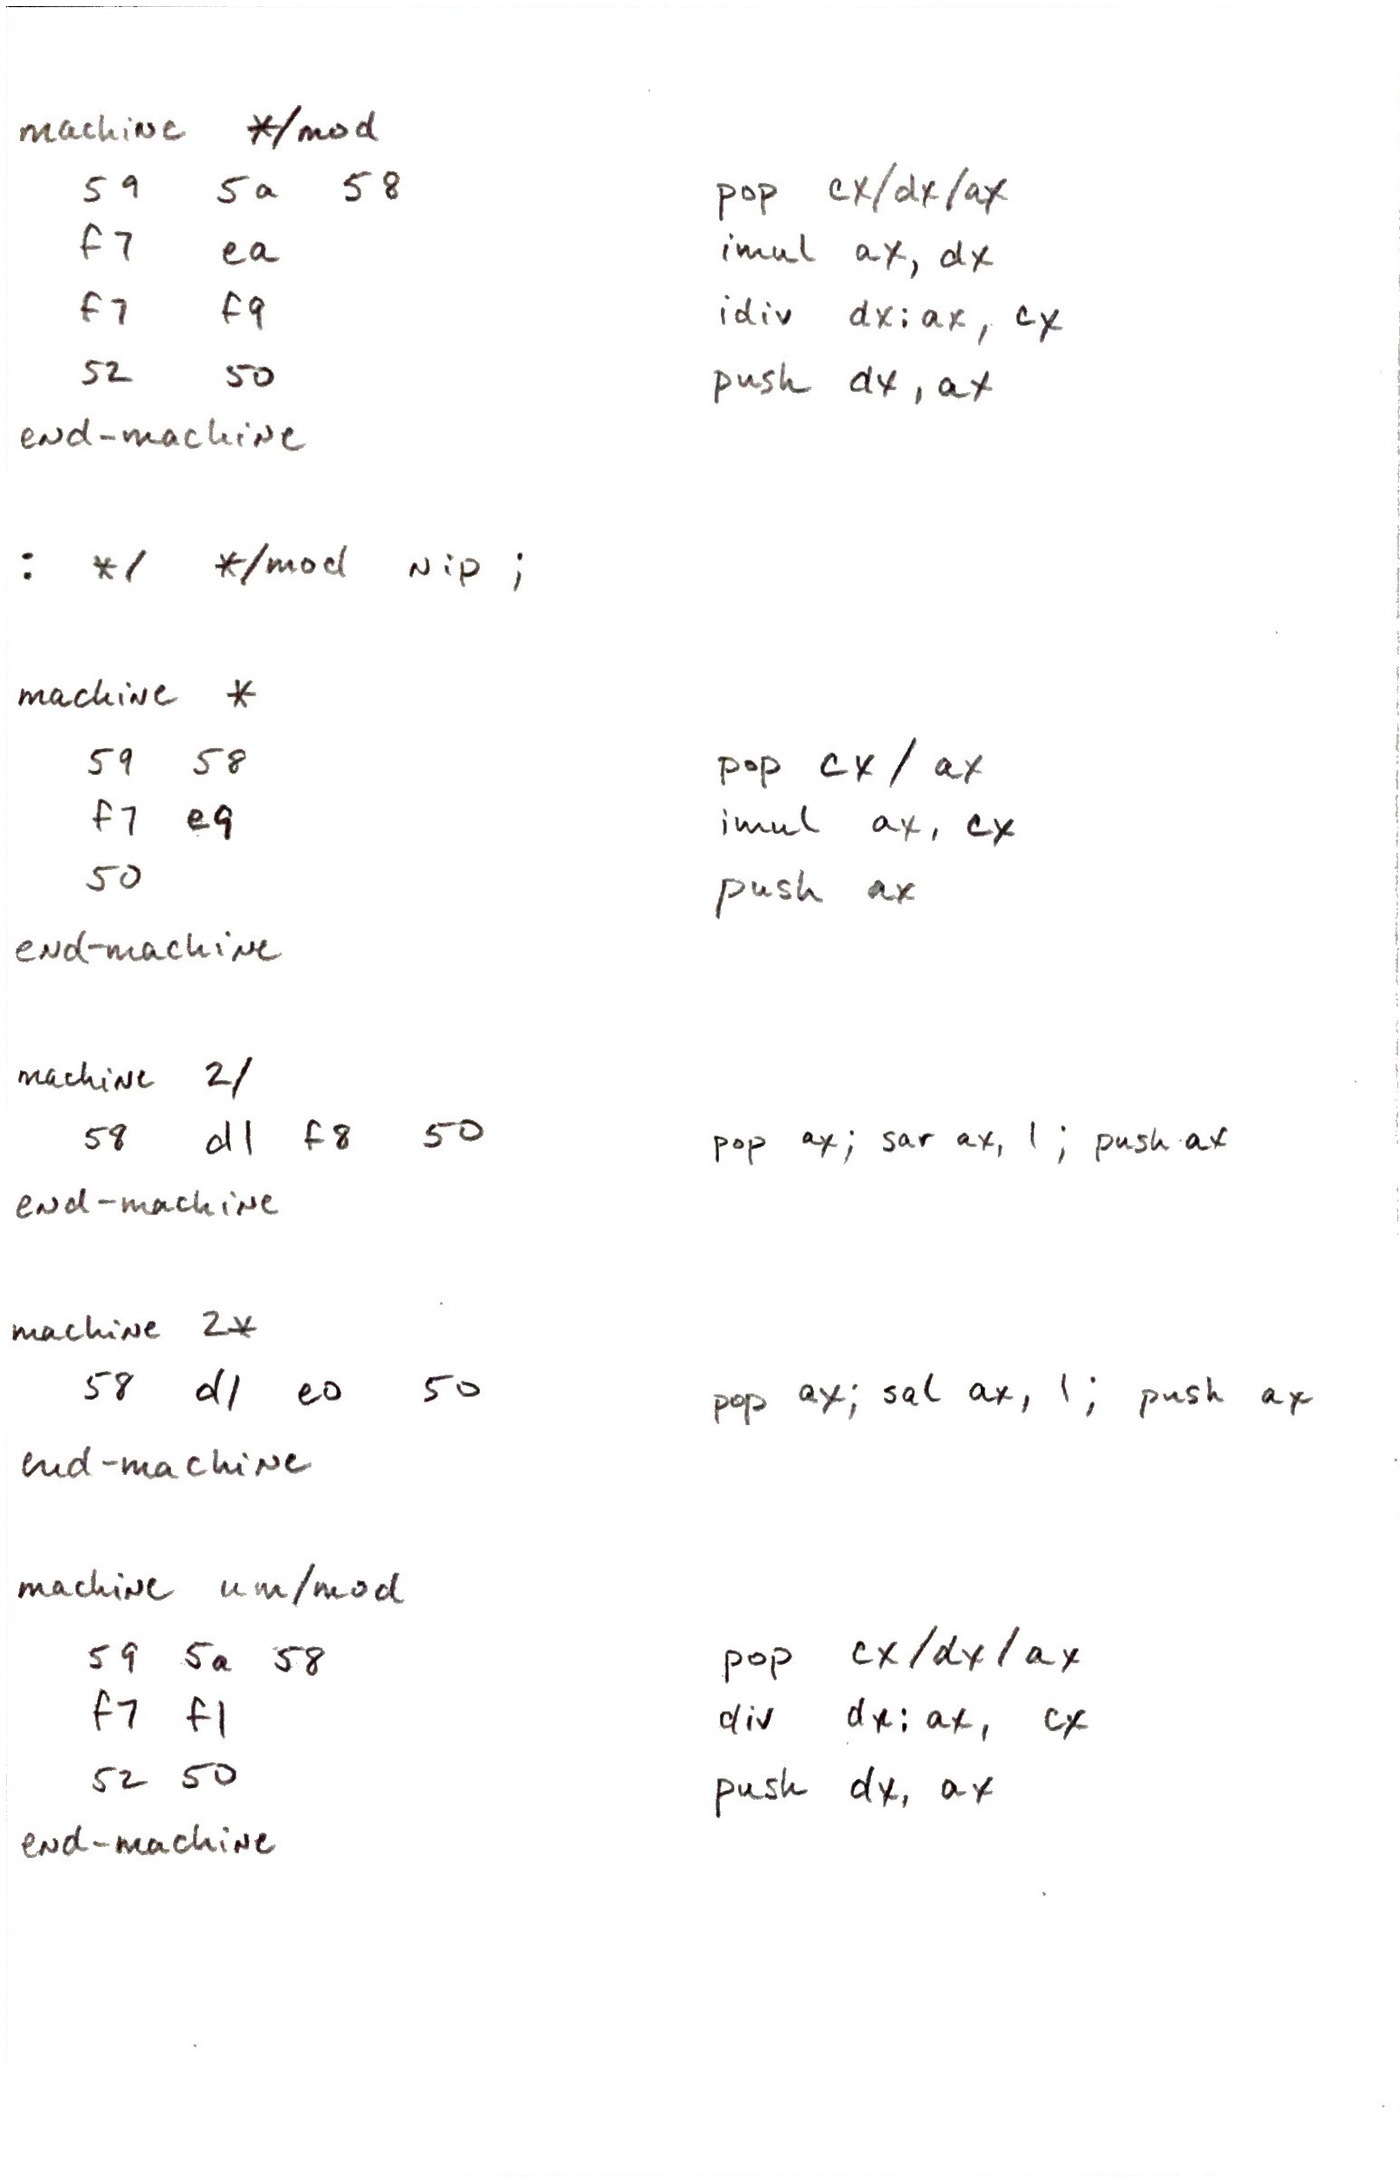 machine */mod
59 5a 58 pop cx/dx/ax
f7 ea imul ax, dx
f7 f9 idiv dx:ax, cx
52 50 push dx, ax
end-machine
: */ */mod nip ;
machine *
59 58 pop cx / ax
f7 e9 imul ax, cx
50 push ax
end-machine
machine 2/
58 d1 f8 50 pop ax; sar ax, 1 ; push ax
end-machine
machine 2*
58 d1 e0 50 pop ax; sal ax, 1 ; push ax
end-machine
machine um/mod
59 5a 58 pop cx/dx/ax
f7 f1 div dx:ax, cx
52 50 push dx, ax
end-machine